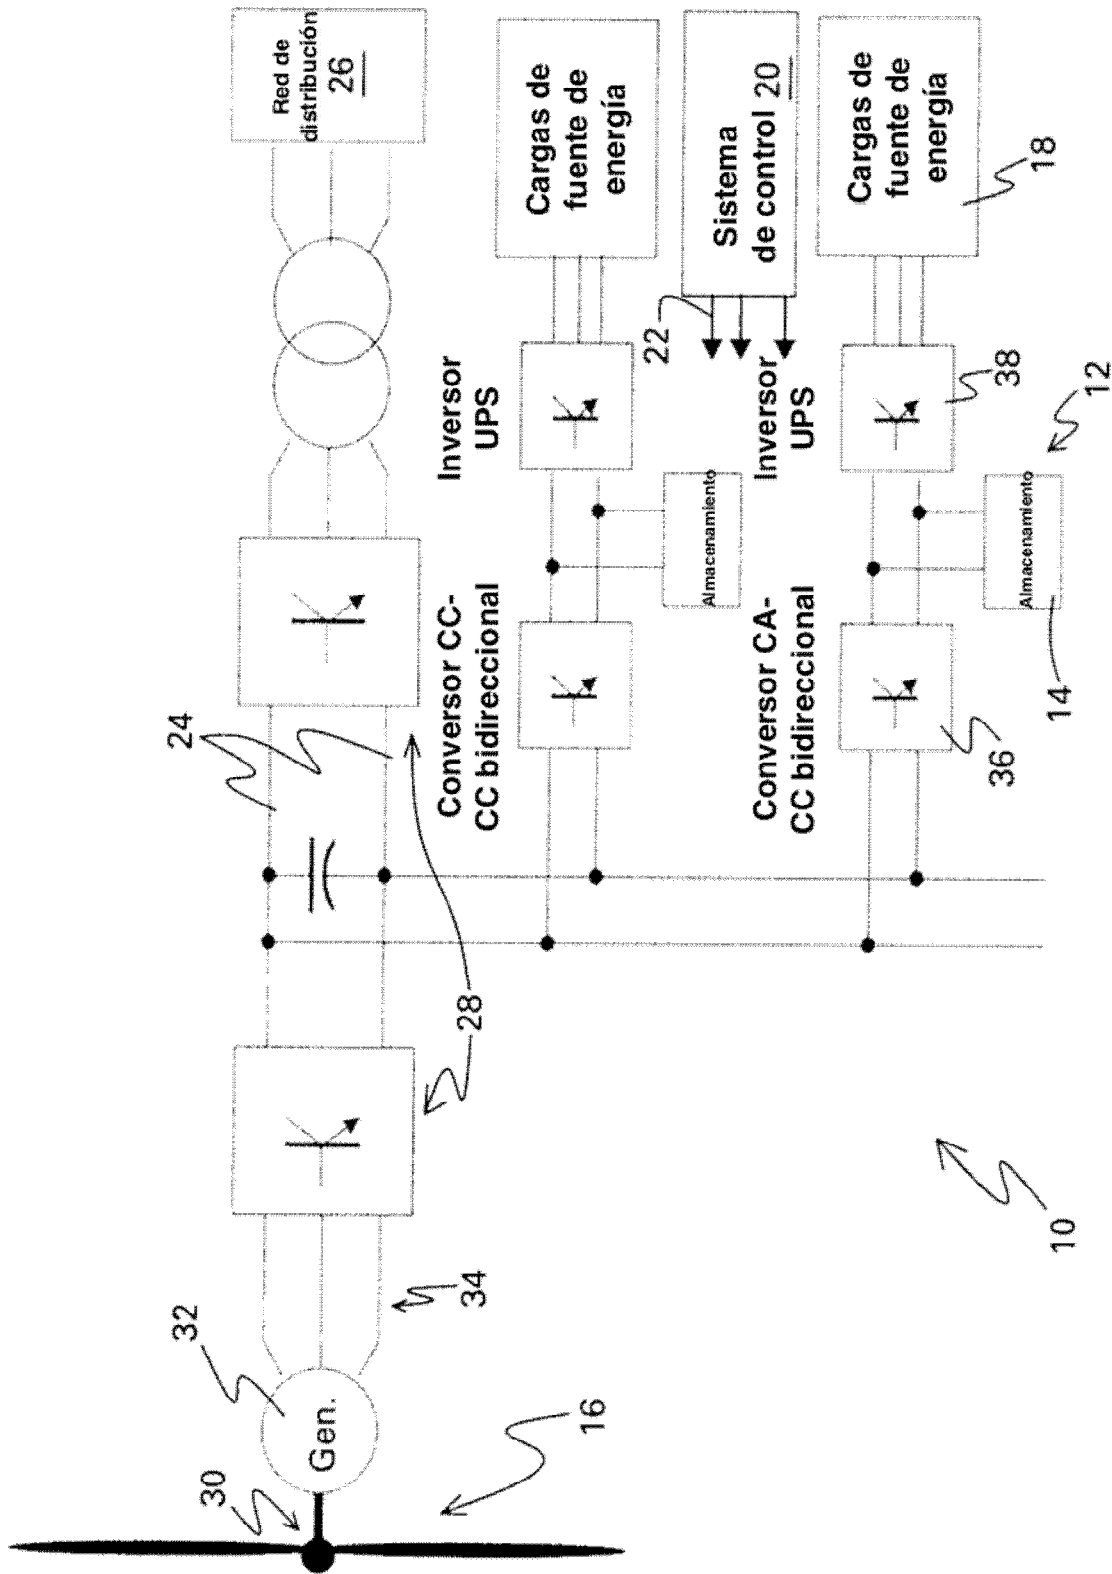 Red de
distribución
26
Cargas de
fuente de
energía
Sistema
de control 20
Cargas de
fuente de
energía
18
22
Inversor
UPS
Inversor
UPS
38
12
Almacenamiento
Almacenamiento
14
24
Conversor CC-
CC bidireccional
Conversor CA-
CC bidireccional
36
28
10
34
32
Gen.
30
16